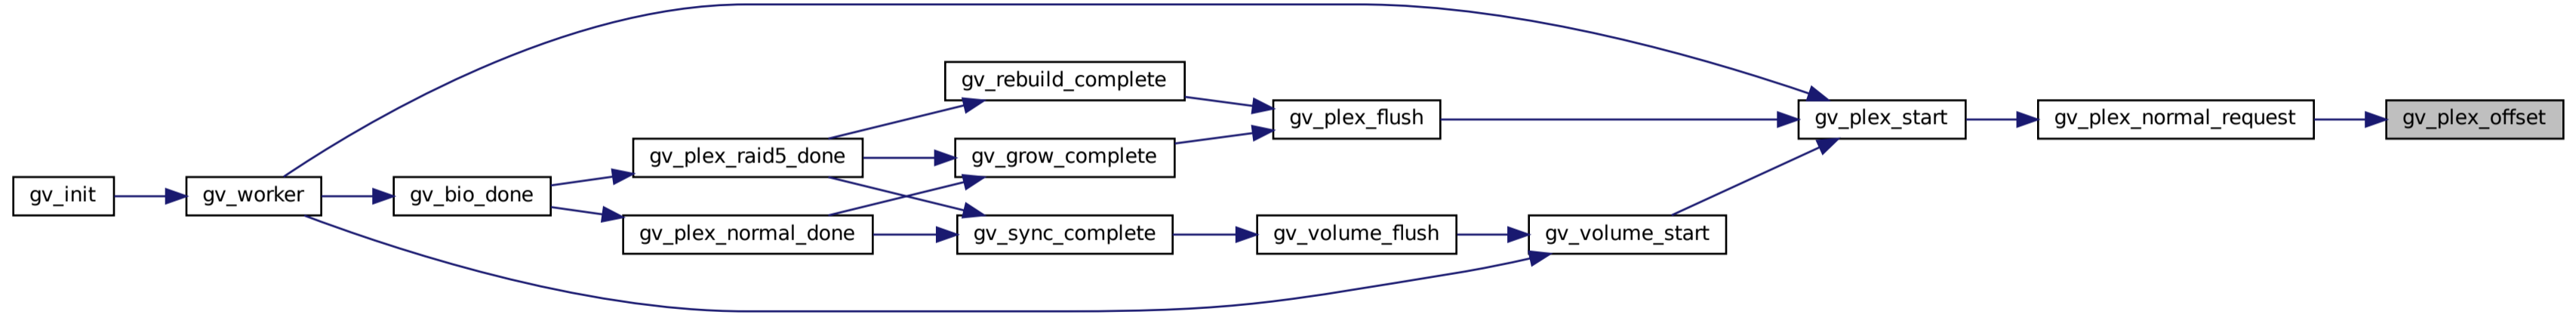 gv_init
gv_worker
gv_bio_done
gv_plex_raid5_done
gv_plex_normal_done
gv_rebuild_complete
gv_grow_complete
gv_sync_complete
gv_plex_flush
gv_volume_flush
gv_volume_start
gv_plex_start
gv_plex_normal_request
gv_plex_offset